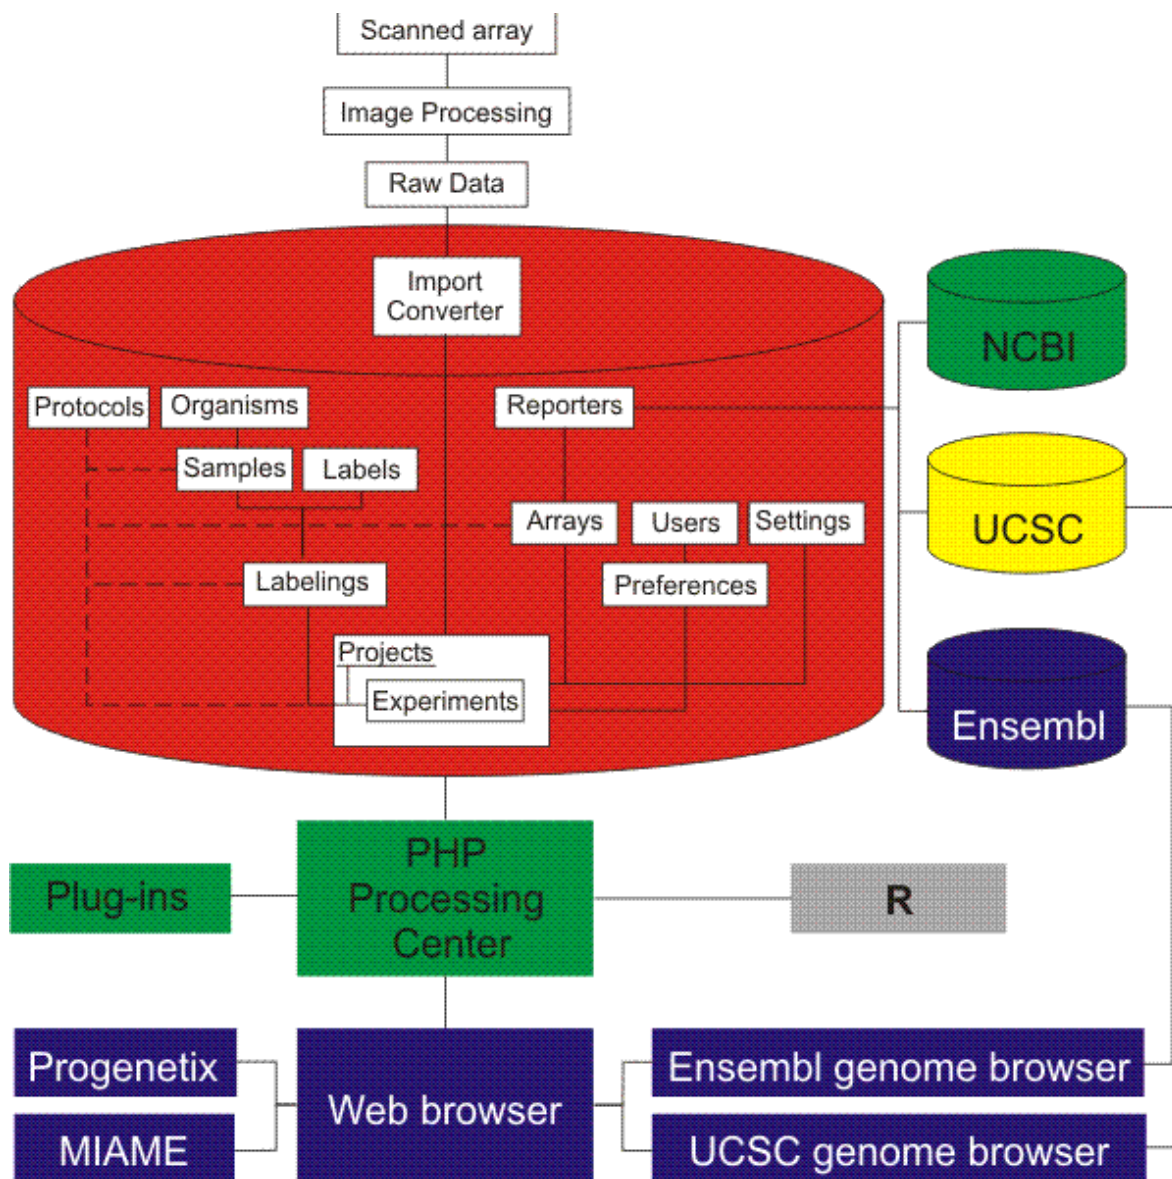 Scanned array
Image Processing
Raw Data
Import
Converter
NCBI
Protocols
Organisms
Reporters
Samples
Labels
Arrays
Users
Settings
UCSC
Labelings
Preferences
Projects
Experiments
Ensembl
PHP
Processing
Center
Plug-ins
R
Progenetix
Web browser
Ensembl genome browser
MIAME
UCSC genome browser